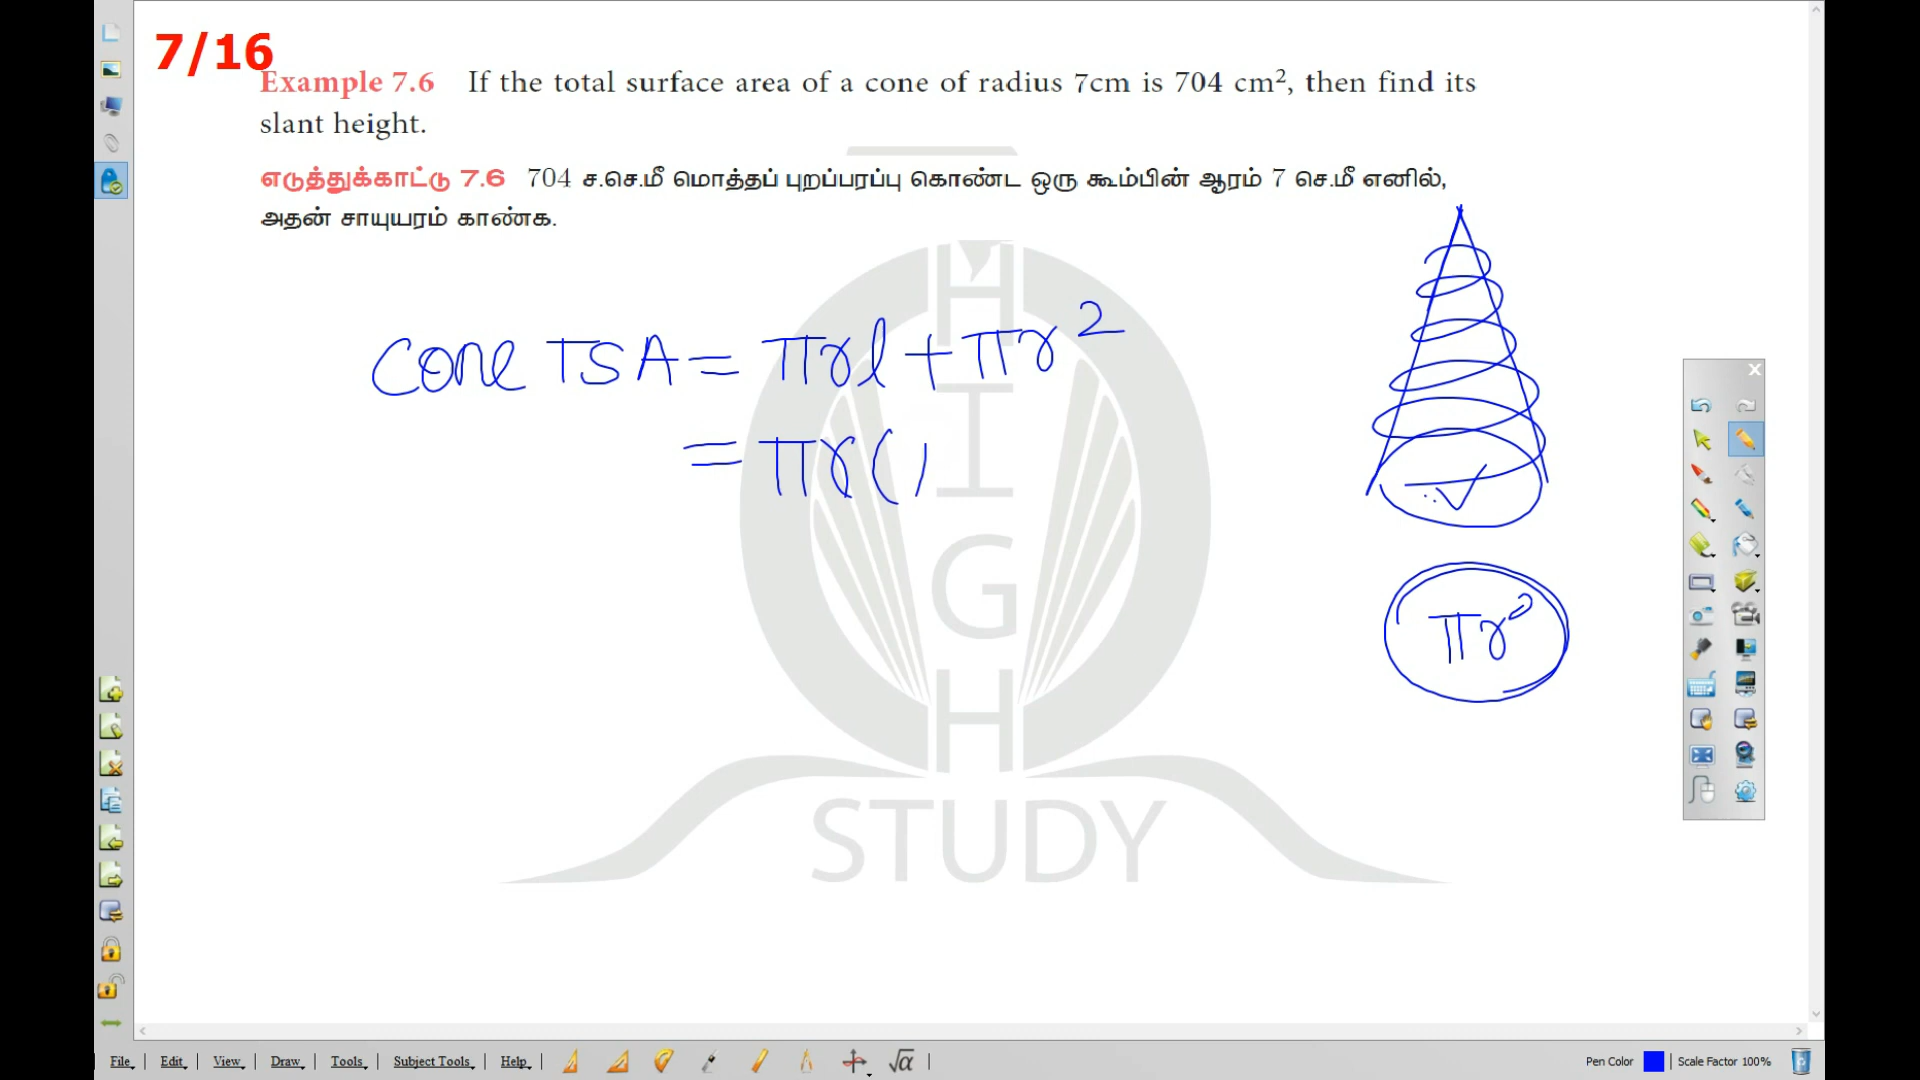 7/16
Example 7.6 If the total surface area of a cone of radius 7cm is 704 cm², then find its
slant height.
எடுத்துக்காட்டு 7.6 704 ச.செ.மீ மொத்தப் புறப்பரப்பு கொண்ட ஒரு கூம்பின் ஆரம் 7 செ.மீ எனில்,
அதன் சாயுயரம் காண்க.
Cone TSA = πrl + πr²
= πr(
πr²
HIGH
STUDY
File Edit View Draw Tools Subject Tools Help √α Pen Color Scale Factor 100%